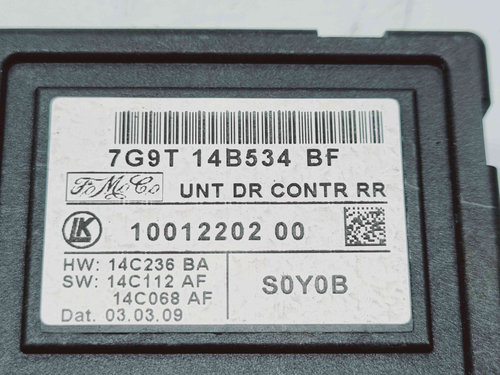 7G9T 14B534 BF
FoMoCo UNT DR CONTR RR
LK 10012202 00
HW: 14C236 BA
SW: 14C112 AF
14C068 AF
S0Y0B
Dat. 03.03.09